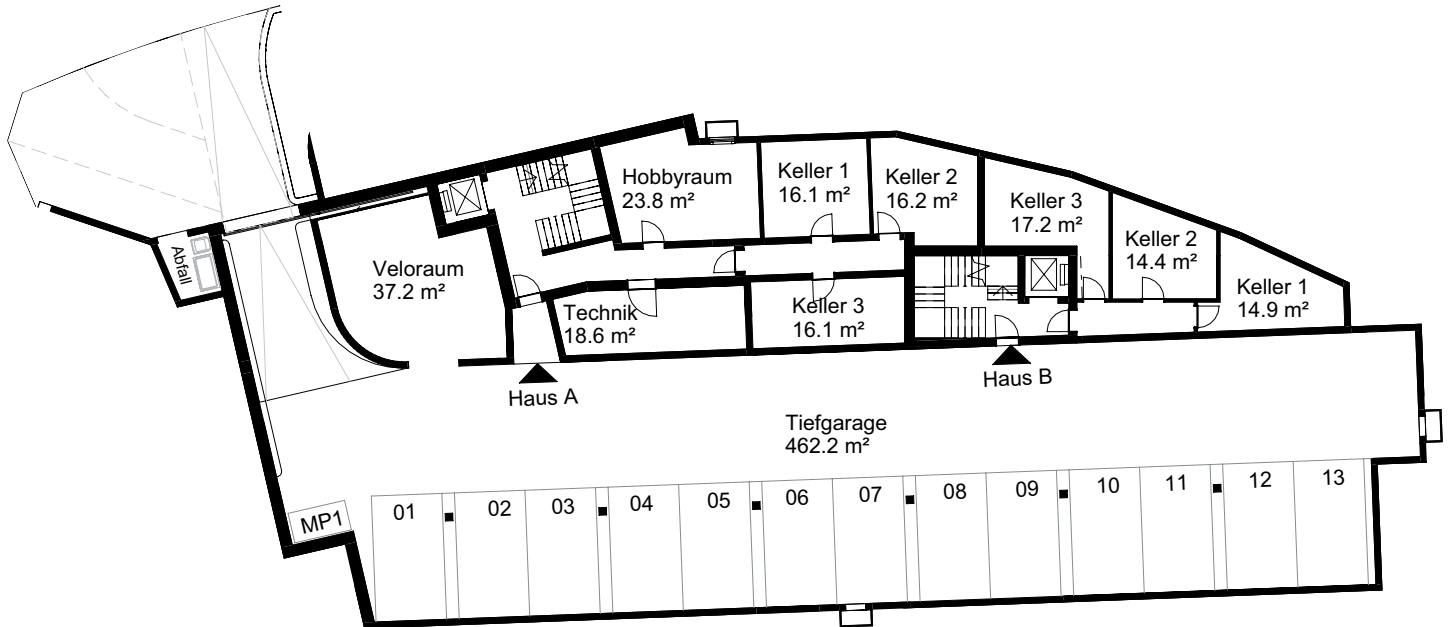 Abfall
Veloraum
37.2 m²
Hobbyraum
23.8 m²
Keller 1
16.1 m²
Keller 2
16.2 m²
Keller 3
17.2 m²
Keller 2
14.4 m²
Keller 1
14.9 m²
Technik
18.6 m²
Keller 3
16.1 m²
Haus A
Haus B
Tiefgarage
462.2 m²
MP1
01
02
03
04
05
06
07
08
09
10
11
12
13